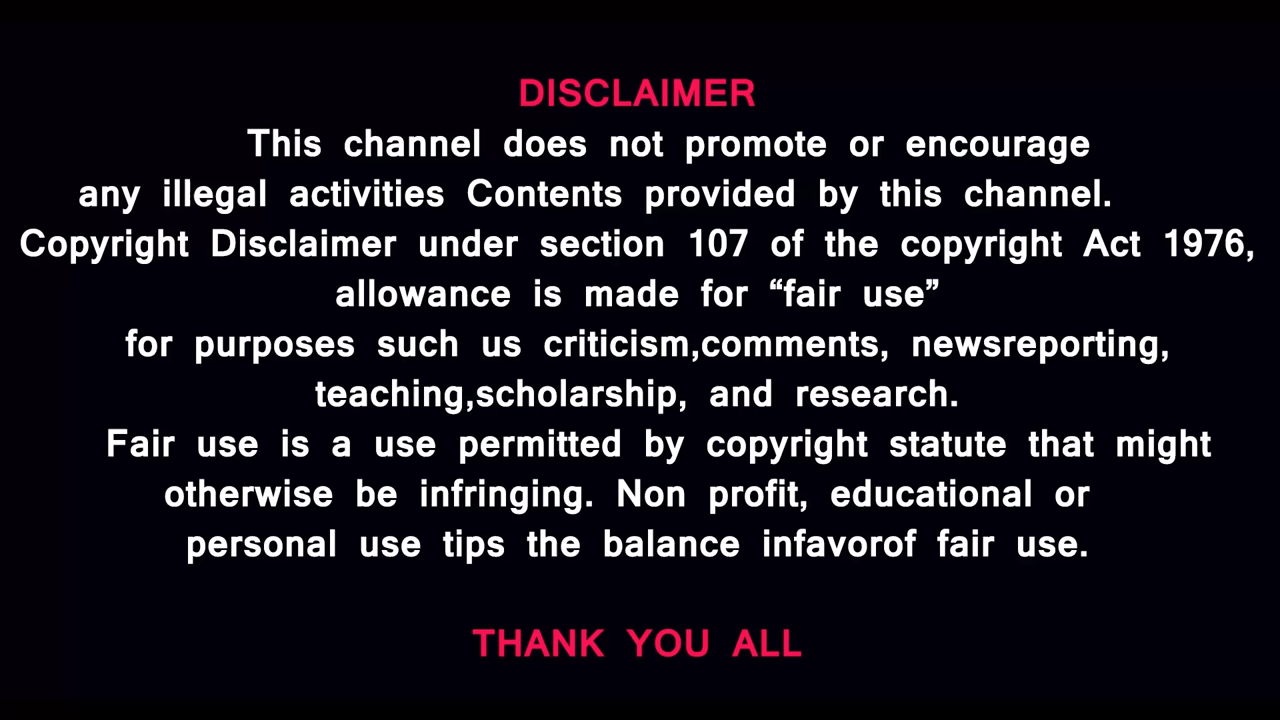 DISCLAIMER
This channel does not promote or encourage
any illegal activities Contents provided by this channel.
Copyright Disclaimer under section 107 of the copyright Act 1976,
allowance is made for “fair use”
for purposes such us criticism,comments, newsreporting,
teaching,scholarship, and research.
Fair use is a use permitted by copyright statute that might
otherwise be infringing. Non profit, educational or
personal use tips the balance infavorof fair use.
THANK YOU ALL